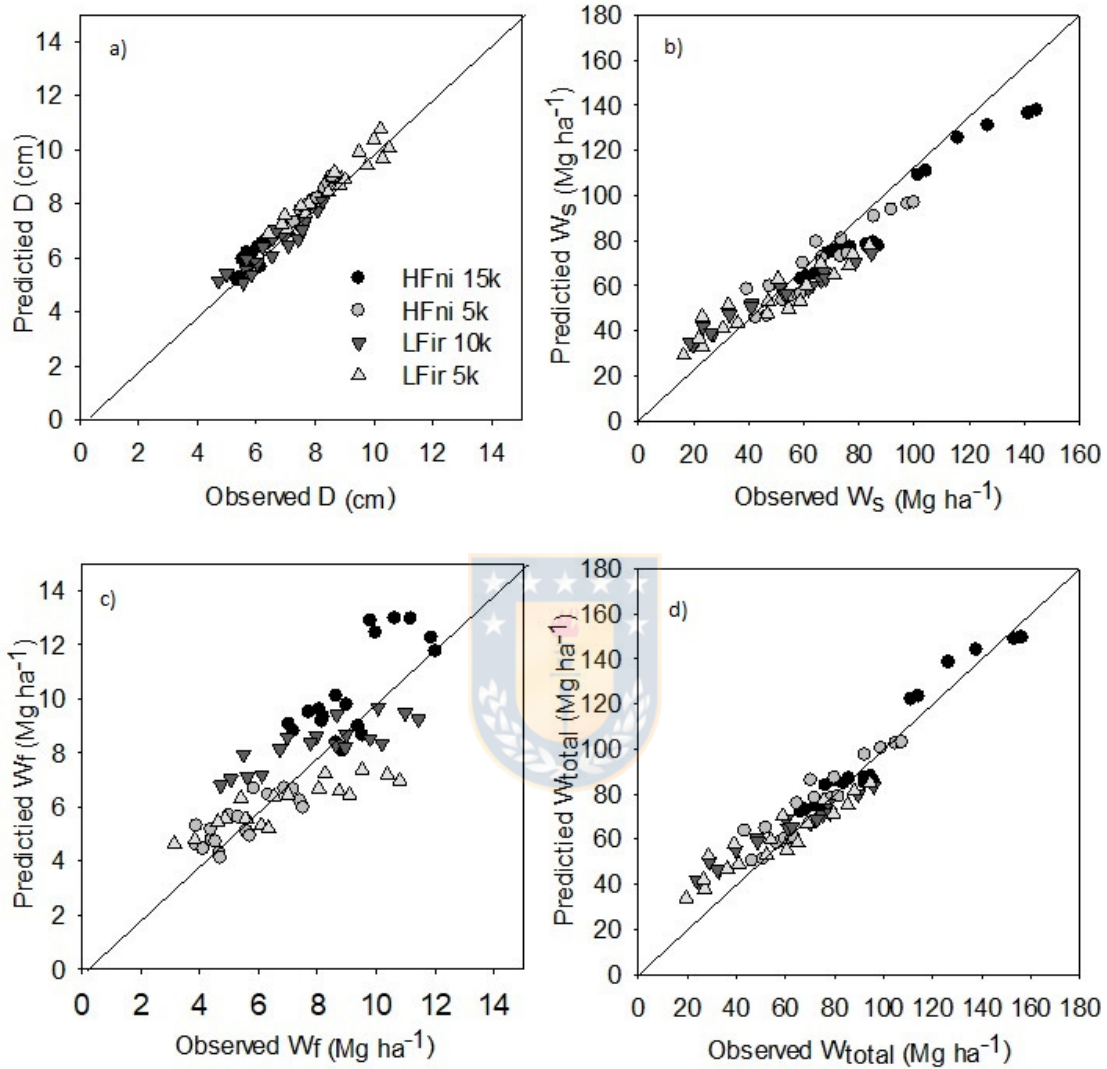 a)
14
12
10
8
6
4
2
0
Predictied D (cm)
0 2 4 6 8 10 12 14
Observed D (cm)
HFni 15k
HFni 5k
LFir 10k
LFir 5k
b)
180
160
140
120
100
80
60
40
20
0
Predictied Ws (Mg ha⁻¹)
0 20 40 60 80 100 120 140 160
Observed Ws (Mg ha⁻¹)
c)
14
12
10
8
6
4
2
0
Predictied Wf (Mg ha⁻¹)
0 2 4 6 8 10 12 14
Observed Wf (Mg ha⁻¹)
d)
180
160
140
120
100
80
60
40
20
0
Predictied Wtotal (Mg ha⁻¹)
0 20 40 60 80 100 120 140 160 180
Observed Wtotal (Mg ha⁻¹)